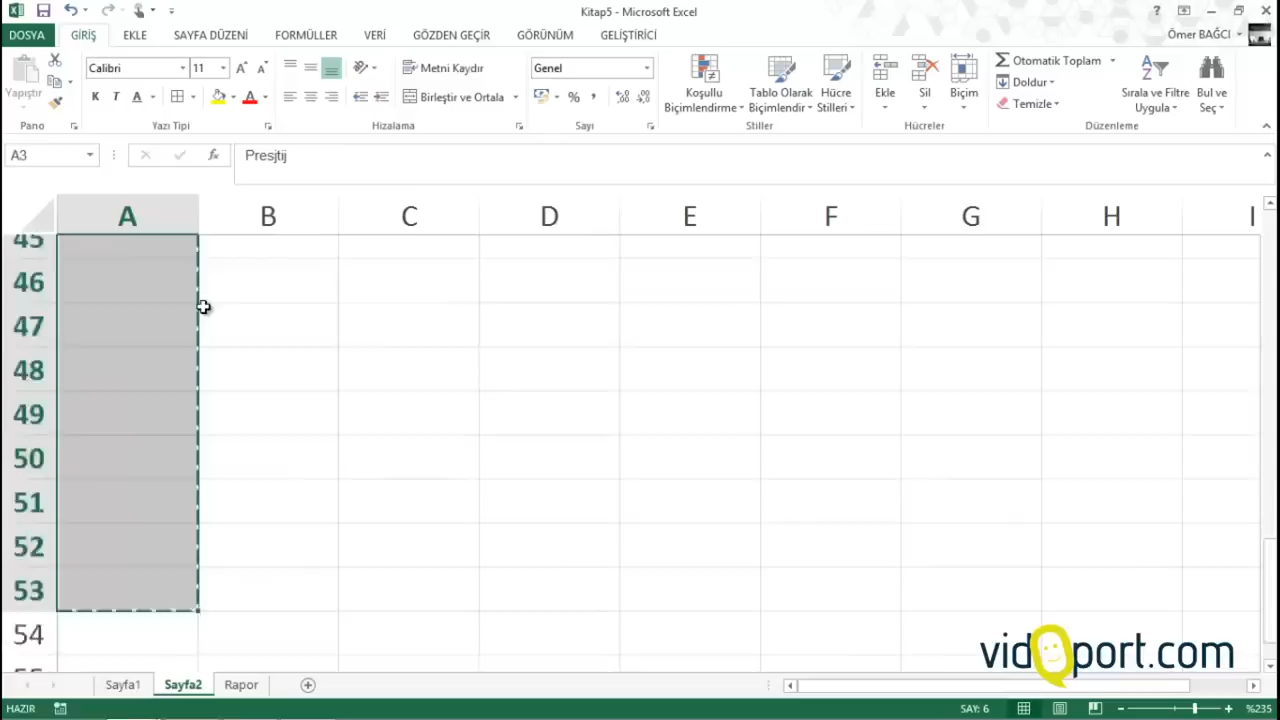 Kitap5 - Microsoft Excel
?
DOSYA GİRİŞ EKLE SAYFA DÜZENİ FORMÜLLER VERİ GÖZDEN GEÇİR GÖRÜNÜM GELİŞTİRİCİ Ömer BAĞCI
Yapıştır
Calibri 11
K T A
Metni Kaydır
Birleştir ve Ortala
Genel
%
Koşullu
Biçimlendirme
Tablo Olarak
Biçimlendir
Hücre
Stilleri
Ekle Sil Biçim
Otomatik Toplam
Doldur
Temizle
Sırala ve Filtre
Uygula
Bul ve
Seç
Pano Yazı Tipi Hizalama Sayı Stiller Hücreler Düzenleme
A3 fx Presjtij
A B C D E F G H I
45
46
47
48
49
50
51
52
53
54
vidoport.com
Sayfa1 Sayfa2 Rapor
HAZIR SAY: 6 %235